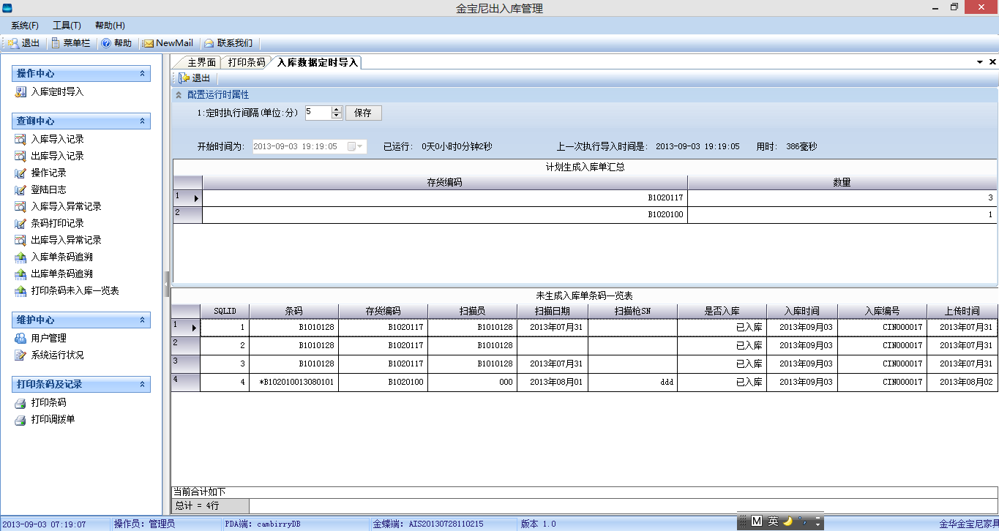 金宝尼出入库管理
系统(F) 工具(T) 帮助(H)
退出 菜单栏 帮助 NewMail 联系我们
操作中心
入库定时导入
查询中心
入库导入记录
出库导入记录
操作记录
登陆日志
入库导入异常记录
条码打印记录
出库导入异常记录
入库单条码追溯
出库单条码追溯
打印条码未入库一览表
维护中心
用户管理
系统运行状况
打印条码及记录
打印条码
打印调拨单
主界面 打印条码 入库数据定时导入
退出
配置运行时属性
1:定时执行间隔(单位:分) 5 保存
开始时间为: 2013-09-03 19:19:05 已运行: 0天0小时0分钟2秒 上一次执行导入时间是: 2013-09-03 19:19:05 用时: 386毫秒
计划生成入库单汇总
存货编码 数量
1 B1020117 3
2 B1020100 1
未生成入库单条码一览表
SQLID 条码 存货编码 扫描员 扫描日期 扫描枪SN 是否入库 入库时间 入库编号 上传时间
1 1 B1010128 B1020117 B1010128 2013年07月31 已入库 2013年09月03 CIN000017 2013年07月31
2 2 B1010128 B1020117 B1010128 已入库 2013年09月03 CIN000017 2013年07月31
3 3 B1010128 B1020117 B1010128 2013年07月31 已入库 2013年09月03 CIN000017 2013年07月31
4 4 *B102010013080101 B1020100 000 2013年08月01 ddd 已入库 2013年09月03 CIN000017 2013年08月02
当前合计如下
总计 = 4行
2013-09-03 07:19:07 操作员: 管理员 PDA端: cambirryDB 金蝶端: AIS20130728110215 版本 1.0 M 英 金华金宝尼家具